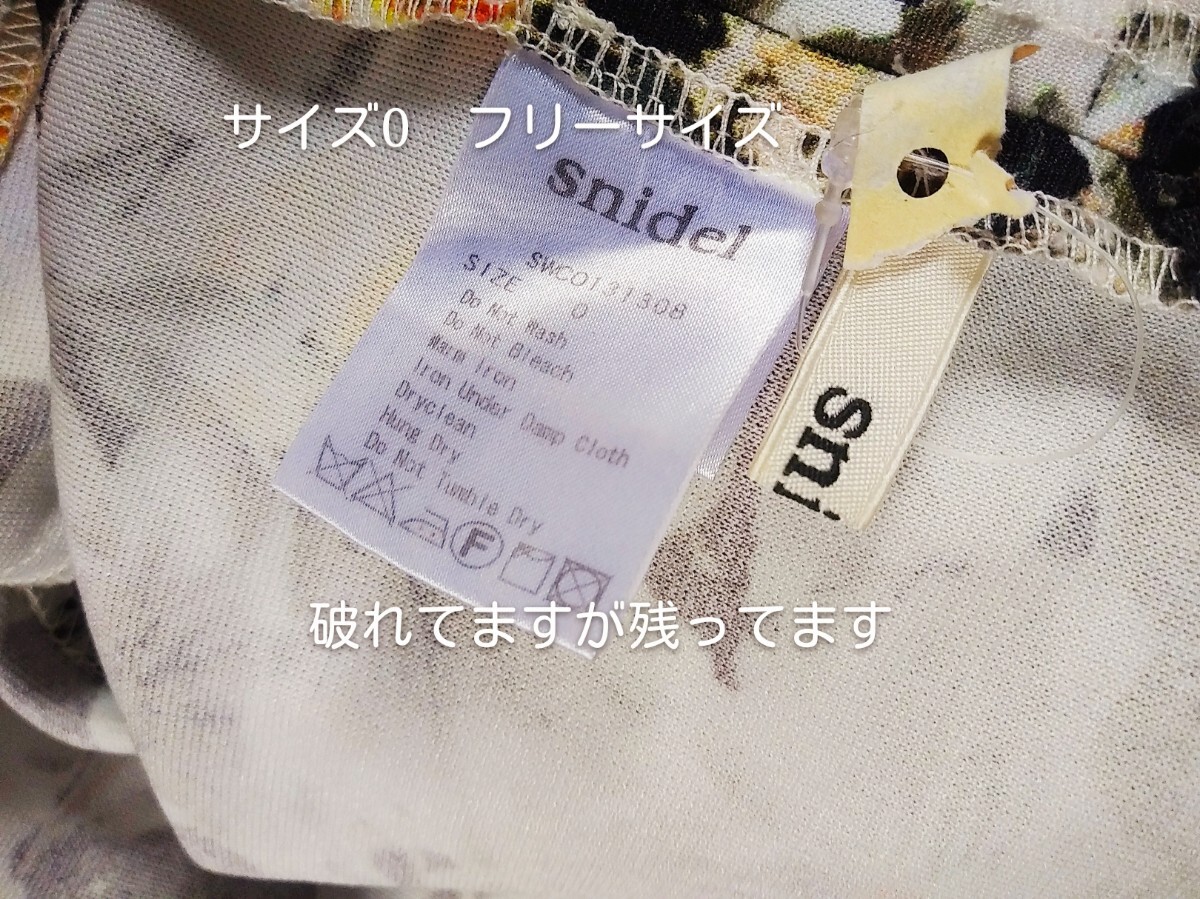 サイズ0　フリーサイズ
snidel
SWCO131308
SIZE 0
Do Not Wash
Do Not Bleach
Warm Iron
Iron Under Damp Cloth
Dryclean
Hung Dry
Do Not Tumble Dry
F
sni
破れてますが残ってます